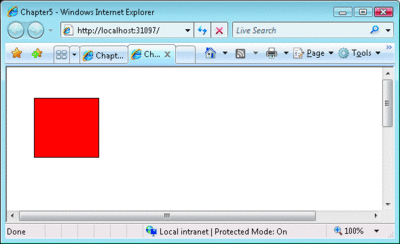 Chapter5 - Windows Internet Explorer
http://localhost:31897/
Live Search
Chapt...
Ch...
Page
Tools
»
Done
Local intranet | Protected Mode: On
100%